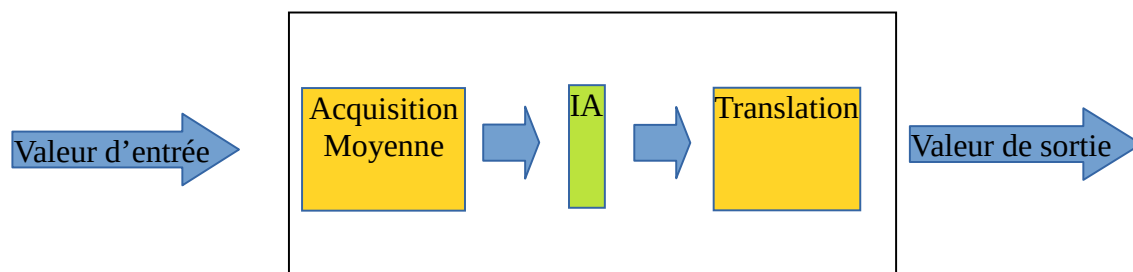 Valeur d’entrée
Acquisition
Moyenne
IA
Translation
Valeur de sortie